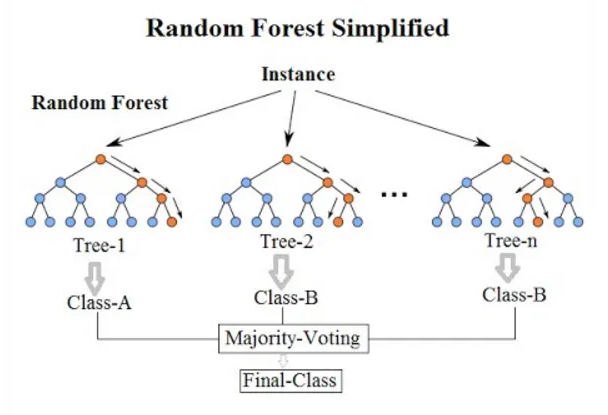 Random Forest Simplified
Instance
Random Forest
...
Tree-1
Tree-2
Tree-n
Class-A
Class-B
Class-B
Majority-Voting
Final-Class